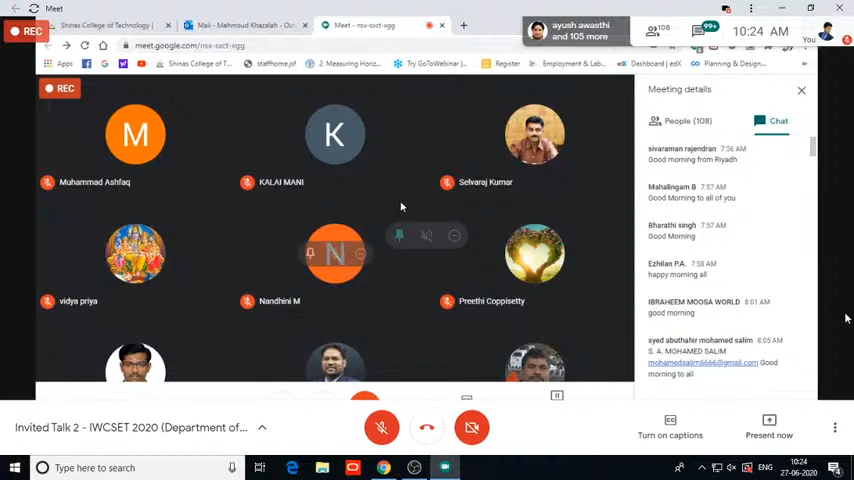 Meet
Shinas College of Technology |
Mail - Mahmoud Khazalah - Ou
Meet - nsx-sxct-xgg
REC
ayush awasthi
and 105 more
108
99+
10:24 AM
You
meet.google.com/nsx-sxct-xgg
Apps
Shinas College of T...
staffhome.jsf
2. Measuring Horiz...
Try GoToWebinar |...
Register
Employment & Lab...
Dashboard | edX
Planning & Design...
REC
M
K
Muhammad Ashfaq
KALAI MANI
Selvaraj Kumar
N
vidya priya
Nandhini M
Preethi Coppisetty
Meeting details
People (108)
Chat
sivaraman rajendran 7:56 AM
Good morning from Riyadh
Mahalingam B 7:57 AM
Good Morning to all of you
Bharathi singh 7:57 AM
Good Morning
Ezhilan P.A. 7:58 AM
happy morning all
IBRAHEEM MOOSA WORLD 8:01 AM
good morning
syed abuthahir mohamed salim 8:05 AM
S. A. MOHAMED SALIM
mohamedsalim6666@gmail.com Good
morning to all
Invited Talk 2 - IWCSET 2020 (Department of...
Turn on captions
Present now
Type here to search
ENG
10:24
27-06-2020
4